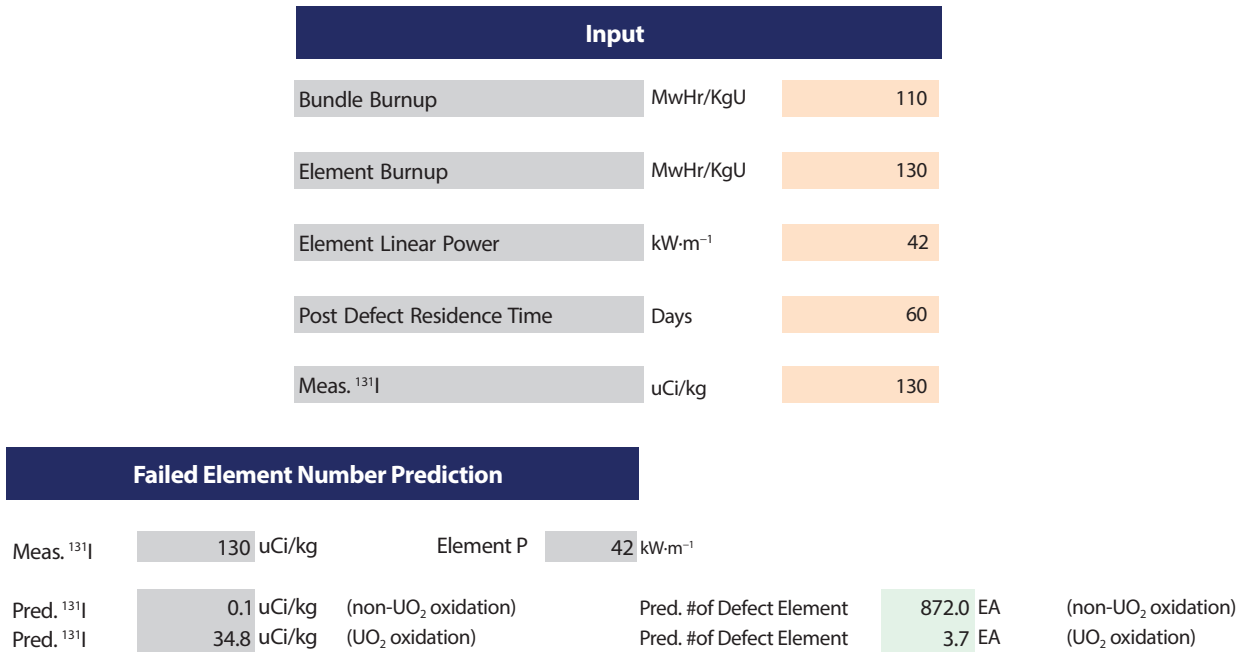 Input
Bundle Burnup MwHr/KgU 110
Element Burnup MwHr/KgU 130
Element Linear Power kW·m⁻¹ 42
Post Defect Residence Time Days 60
Meas. ¹³¹I uCi/kg 130
Failed Element Number Prediction
Meas. ¹³¹I 130 uCi/kg Element P 42 kW·m⁻¹
Pred. ¹³¹I 0.1 uCi/kg (non-UO₂ oxidation) Pred. #of Defect Element 872.0 EA (non-UO₂ oxidation)
Pred. ¹³¹I 34.8 uCi/kg (UO₂ oxidation) Pred. #of Defect Element 3.7 EA (UO₂ oxidation)